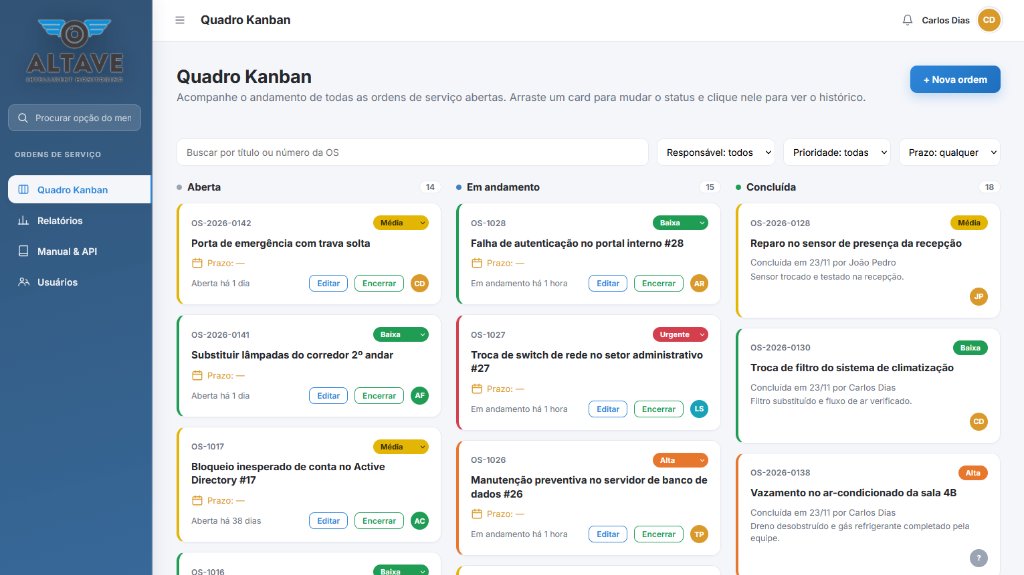 ALTAVE
INTELLIGENT MONITORING
Procurar opção do men
ORDENS DE SERVIÇO
Quadro Kanban
Relatórios
Manual & API
Usuários
Quadro Kanban
Carlos Dias
CD
Quadro Kanban
Acompanhe o andamento de todas as ordens de serviço abertas. Arraste um card para mudar o status e clique nele para ver o histórico.
+ Nova ordem
Buscar por título ou número da OS
Responsável: todos
Prioridade: todas
Prazo: qualquer
Aberta
14
OS-2026-0142
Média
Porta de emergência com trava solta
Prazo: —
Aberta há 1 dia
Editar
Encerrar
CD
OS-2026-0141
Baixa
Substituir lâmpadas do corredor 2º andar
Prazo: —
Aberta há 1 dia
Editar
Encerrar
AF
OS-1017
Média
Bloqueio inesperado de conta no Active
Directory #17
Prazo: —
Aberta há 38 dias
Editar
Encerrar
AC
OS-1016
Baixa
Em andamento
15
OS-1028
Baixa
Falha de autenticação no portal interno #28
Prazo: —
Em andamento há 1 hora
Editar
Encerrar
AR
OS-1027
Urgente
Troca de switch de rede no setor administrativo
#27
Prazo: —
Em andamento há 1 hora
Editar
Encerrar
LS
OS-1026
Alta
Manutenção preventiva no servidor de banco de
dados #26
Prazo: —
Em andamento há 1 hora
Editar
Encerrar
TP
Concluída
18
OS-2026-0128
Média
Reparo no sensor de presença da recepção
Concluída em 23/11 por João Pedro
Sensor trocado e testado na recepção.
JP
OS-2026-0130
Baixa
Troca de filtro do sistema de climatização
Concluída em 23/11 por Carlos Dias
Filtro substituído e fluxo de ar verificado.
CD
OS-2026-0138
Alta
Vazamento no ar-condicionado da sala 4B
Concluída em 23/11 por Carlos Dias
Dreno desobstruído e gás refrigerante completado pela
equipe.
?